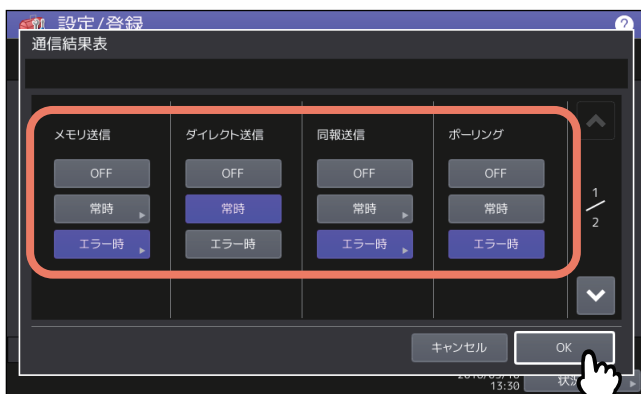 設定/登録
?
通信結果表
メモリ送信 ダイレクト送信 同報送信 ポーリング
OFF OFF OFF OFF
常時 常時 常時 常時
エラー時 エラー時 エラー時 エラー時
1
2
キャンセル OK
13:30